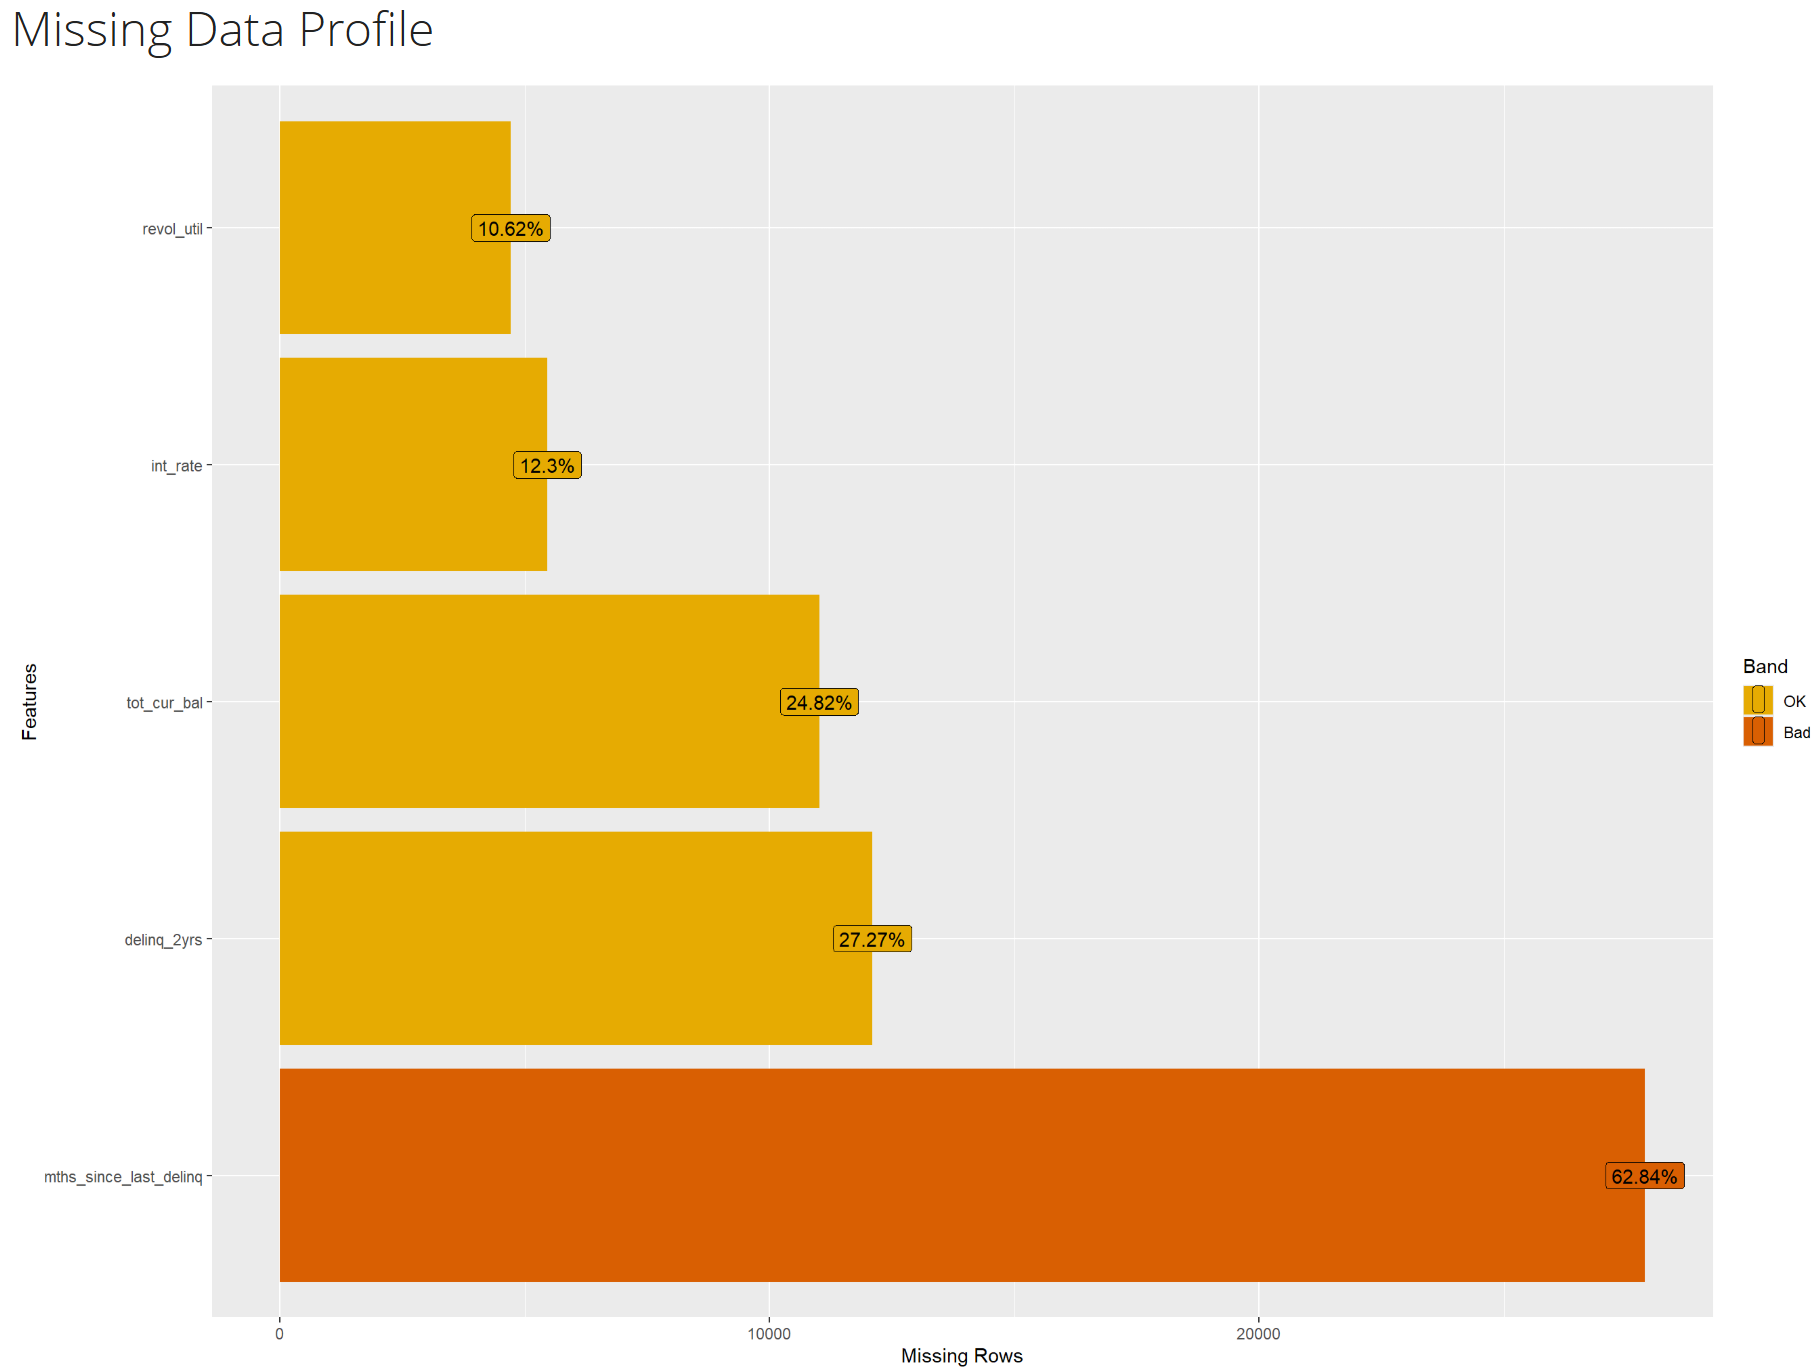 Missing Data Profile
revol_util
10.62%
int_rate
12.3%
tot_cur_bal
24.82%
delinq_2yrs
27.27%
mths_since_last_delinq
62.84%
Features
0
10000
20000
Missing Rows
Band
OK
Bad